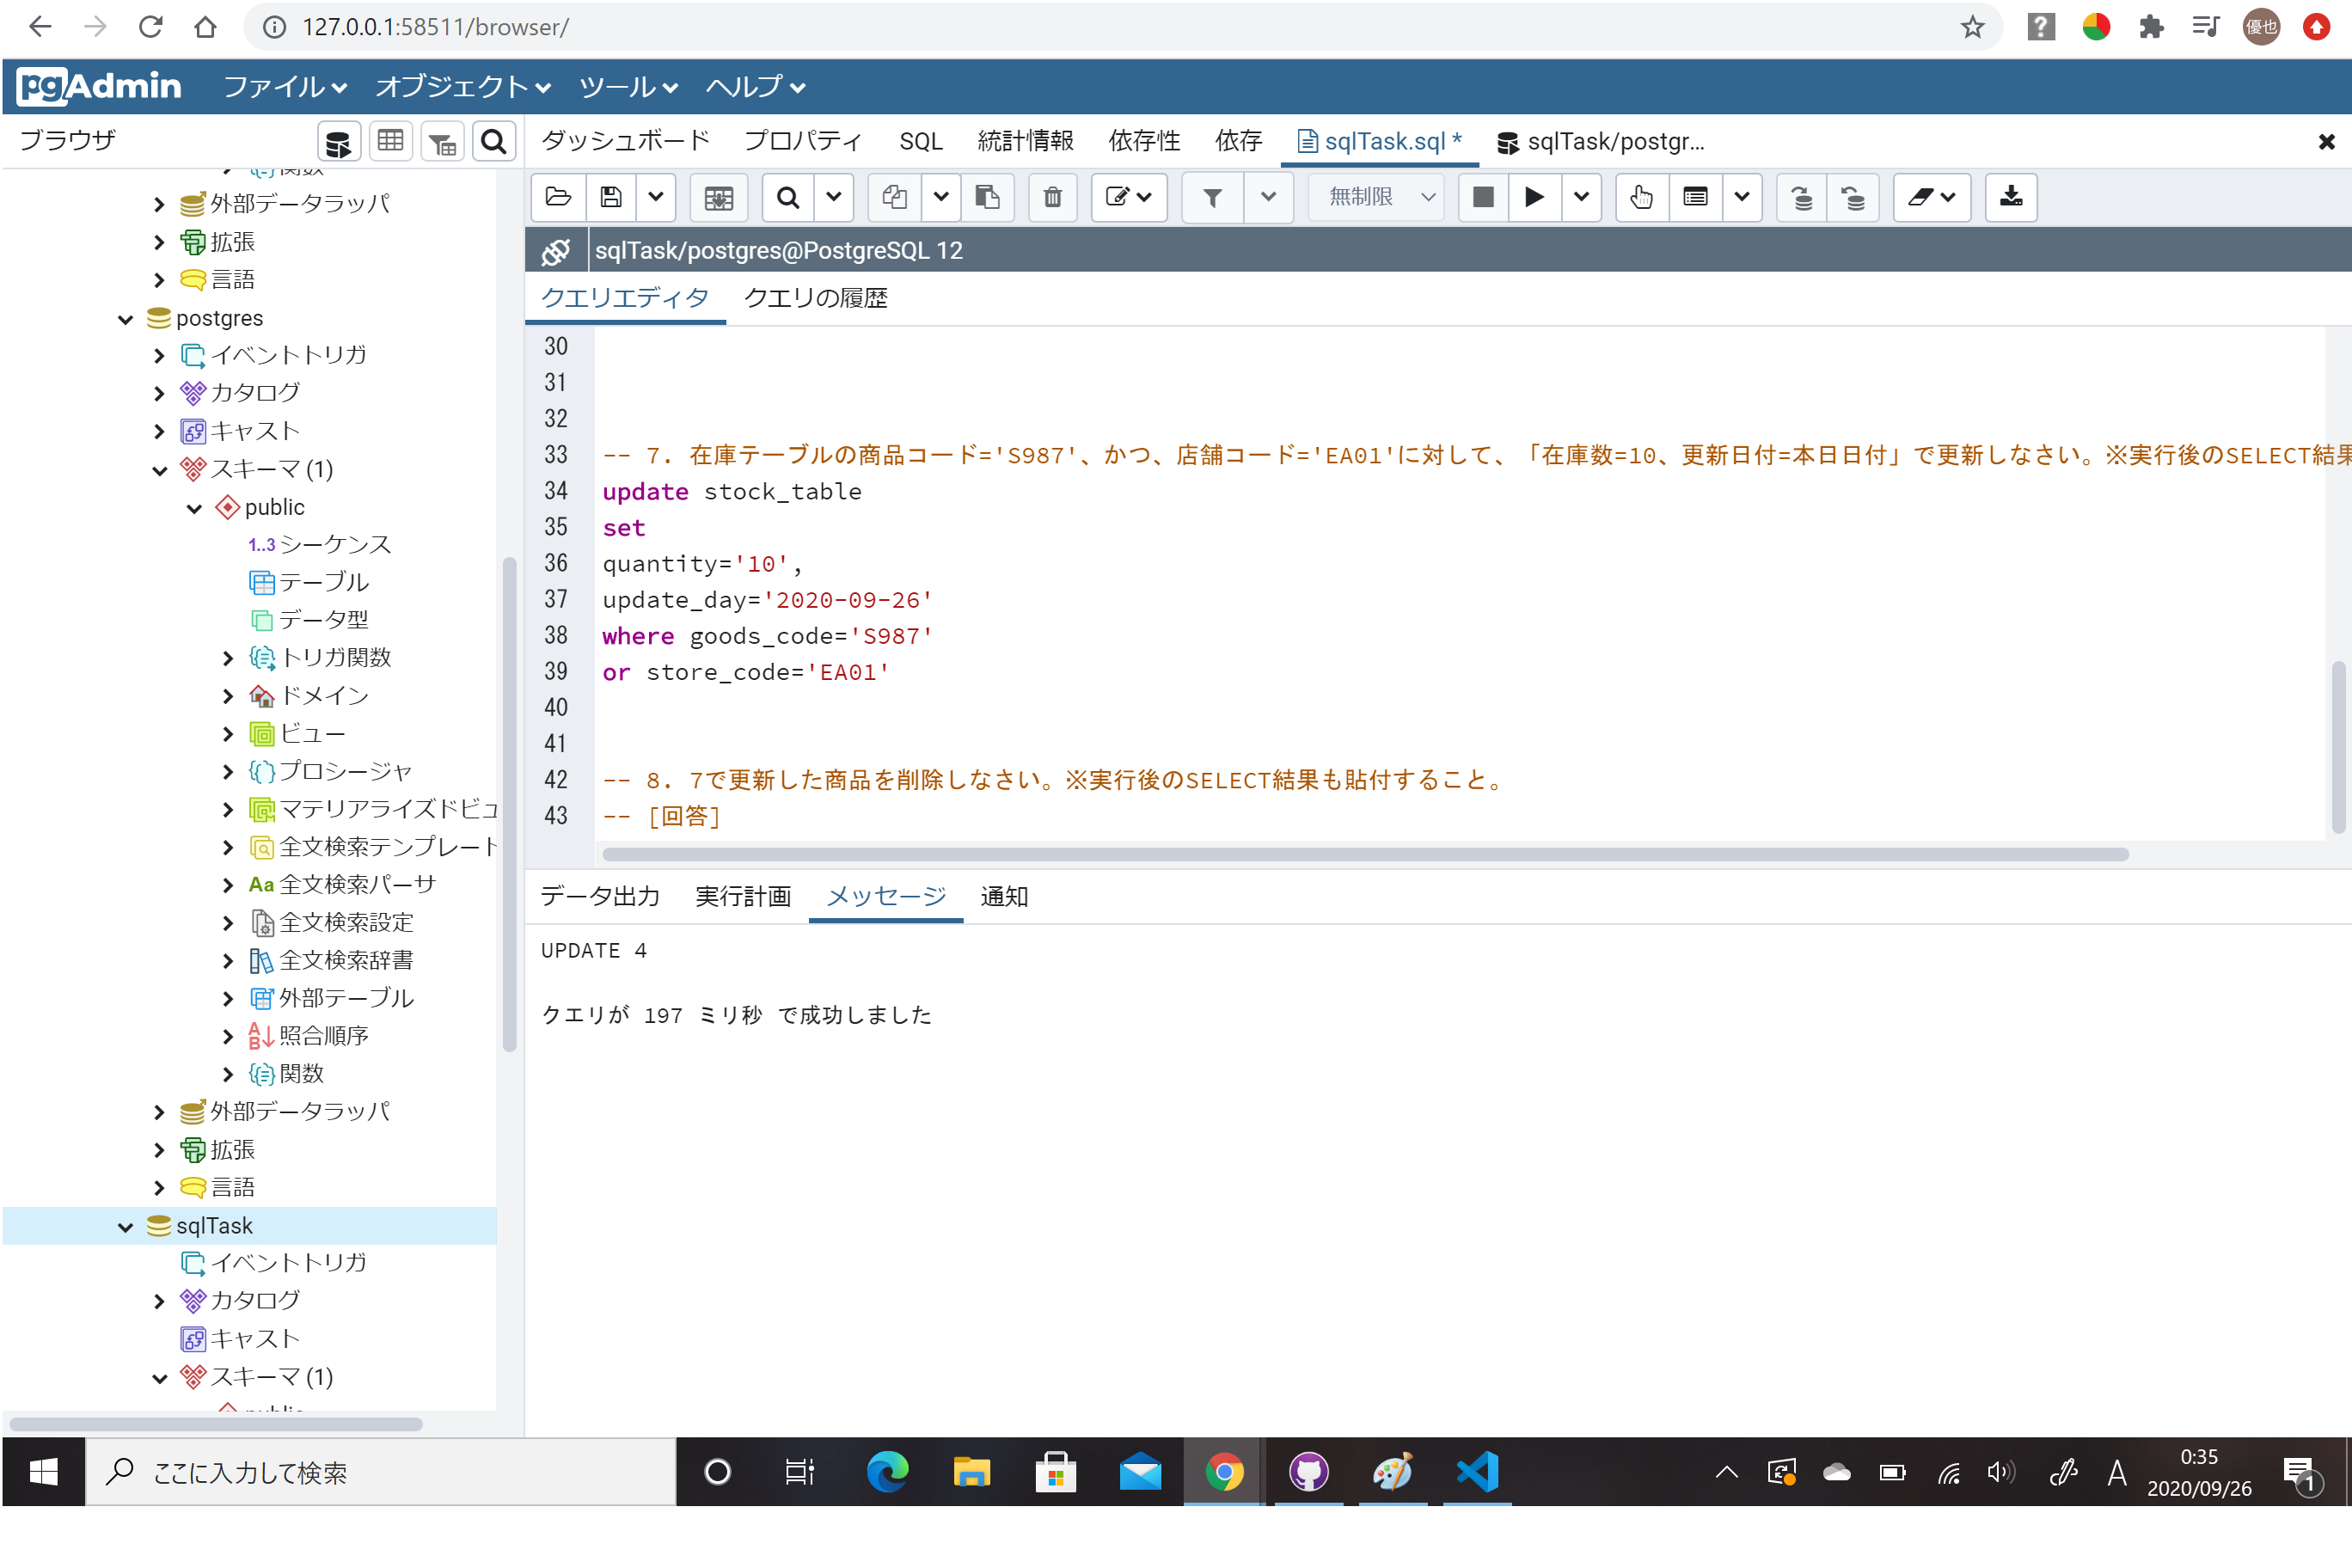 127.0.0.1:58511/browser/
優也
pgAdmin ファイル オブジェクト ツール ヘルプ
ブラウザ
ダッシュボード プロパティ SQL 統計情報 依存性 依存 sqlTask.sql * sqlTask/postgr...
無制限
sqlTask/postgres@PostgreSQL 12
クエリエディタ クエリの履歴
関数
外部データラッパ
拡張
言語
postgres
イベントトリガ
カタログ
キャスト
スキーマ (1)
public
1..3 シーケンス
テーブル
データ型
トリガ関数
ドメイン
ビュー
プロシージャ
マテリアライズドビュ
全文検索テンプレート
Aa 全文検索パーサ
全文検索設定
全文検索辞書
外部テーブル
照合順序
関数
外部データラッパ
拡張
言語
sqlTask
イベントトリガ
カタログ
キャスト
スキーマ (1)
public
30
31
32
33 -- 7. 在庫テーブルの商品コード='S987'、かつ、店舗コード='EA01'に対して、「在庫数=10、更新日付=本日日付」で更新しなさい。※実行後のSELECT結果
34 update stock_table
35 set
36 quantity='10',
37 update_day='2020-09-26'
38 where goods_code='S987'
39 or store_code='EA01'
40
41
42 -- 8. 7で更新した商品を削除しなさい。※実行後のSELECT結果も貼付すること。
43 -- [回答]
データ出力 実行計画 メッセージ 通知
UPDATE 4
クエリが 197 ミリ秒 で成功しました
ここに入力して検索
A
0:35
2020/09/26
1